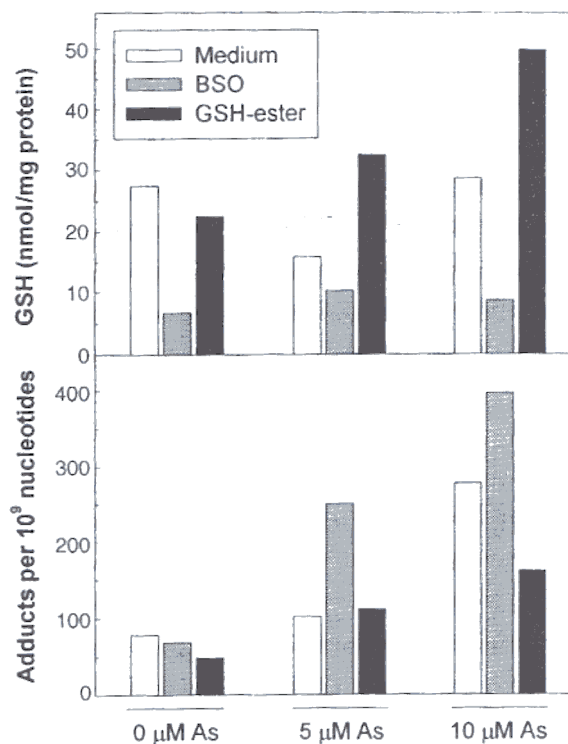 GSH (nmol/mg protein)
50
40
30
20
10
0
Medium
BSO
GSH-ester
Adducts per 10⁹ nucleotides
400
300
200
100
0
0 µM As
5 µM As
10 µM As